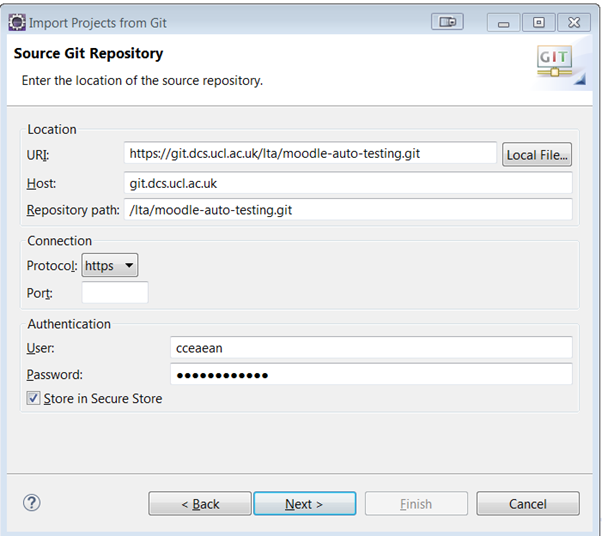 Import Projects from Git
Source Git Repository
Enter the location of the source repository.
GIT
Location
URI: https://git.dcs.ucl.ac.uk/lta/moodle-auto-testing.git Local File...
Host: git.dcs.ucl.ac.uk
Repository path: /lta/moodle-auto-testing.git
Connection
Protocol: https
Port:
Authentication
User: cceaean
Password: ●●●●●●●●●●●●
Store in Secure Store
? < Back Next > Finish Cancel